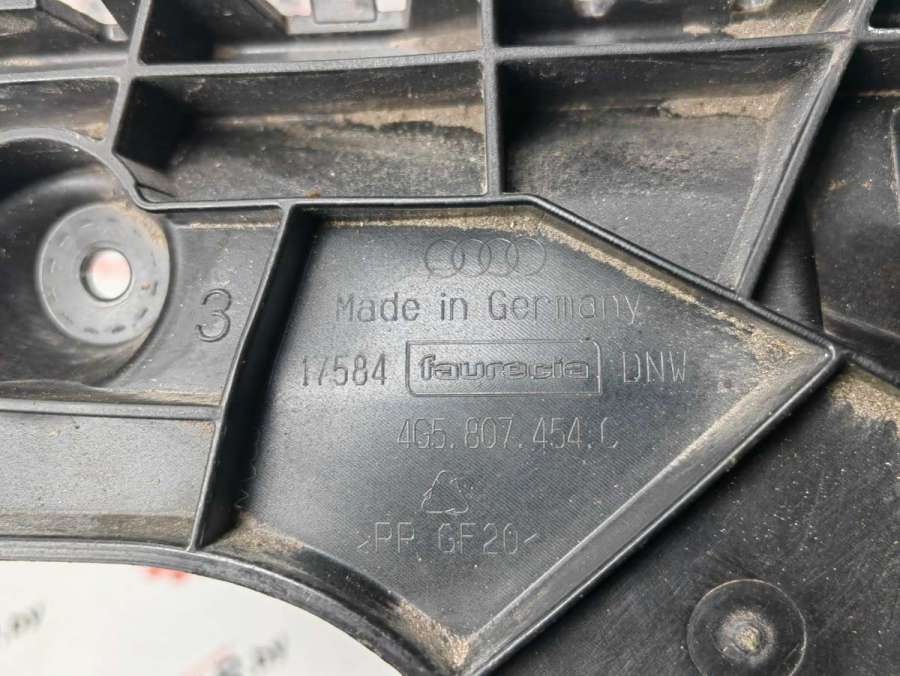 Made in Germany
3
17584 faurecia DNW
4G5.807.454.C
>PP GF20<